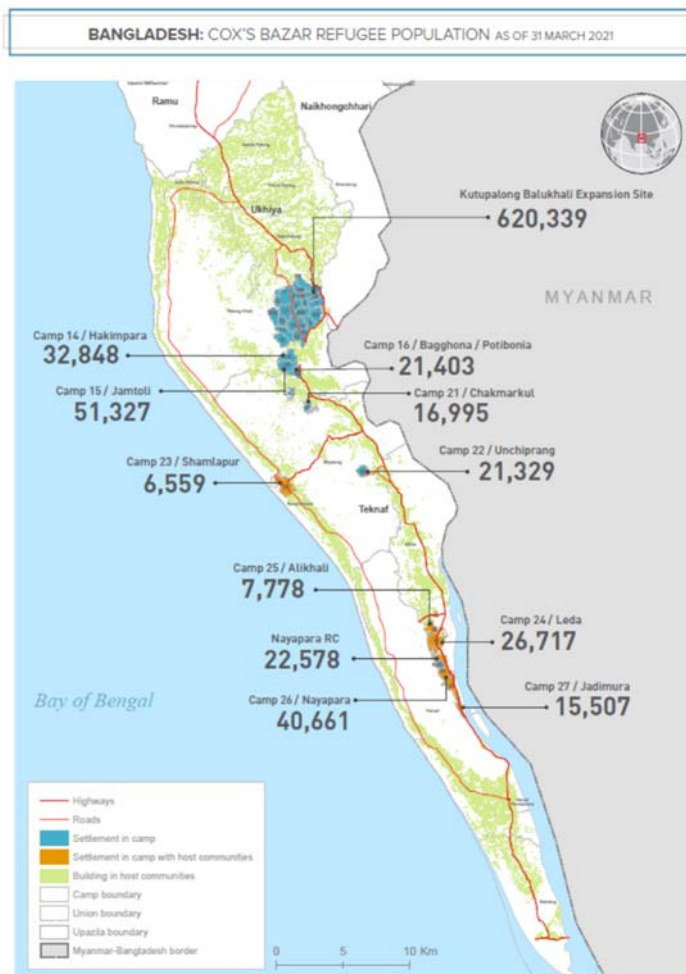 BANGLADESH: COX'S BAZAR REFUGEE POPULATION AS OF 31 MARCH 2021
Ramu
Naikhongchhari
Ukhiya
Kutupalong Balukhali Expansion Site
620,339
MYANMAR
Camp 14 / Hakimpara
32,848
Camp 16 / Bagghona / Potibonia
21,403
Camp 15 / Jamtoli
51,327
Camp 21 / Chakmarkul
16,995
Camp 22 / Unchiprang
21,329
Camp 23 / Shamlapur
6,559
Teknaf
Camp 25 / Alikhali
7,778
Camp 24 / Leda
26,717
Nayapara RC
22,578
Camp 27 / Jadimura
15,507
Camp 26 / Nayapara
40,661
Bay of Bengal
Highways
Roads
Settlement in camp
Settlement in camp with host communities
Building in host communities
Camp boundary
Union boundary
Upazila boundary
Myanmar-Bangladesh border
0 5 10 Km